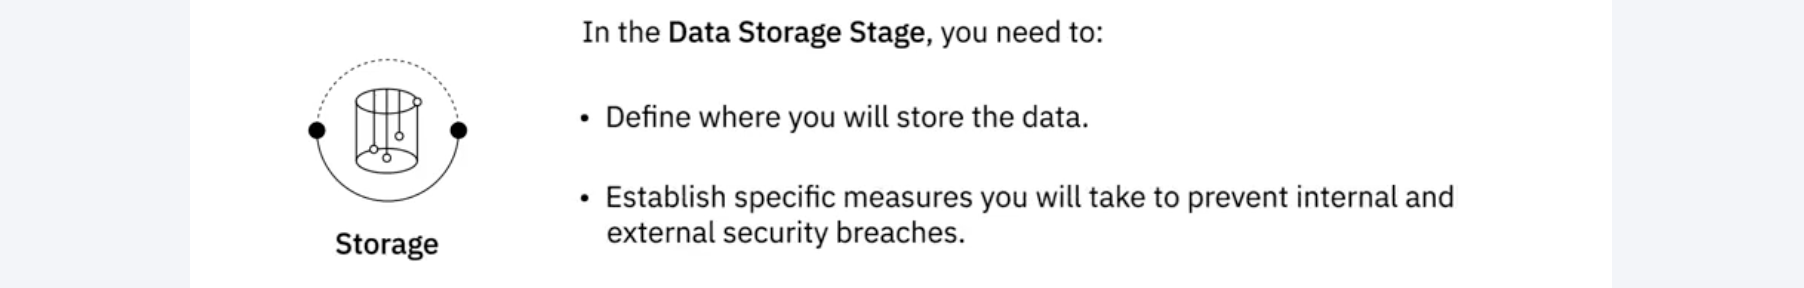 In the Data Storage Stage, you need to:
• Define where you will store the data.
• Establish specific measures you will take to prevent internal and
external security breaches.
Storage